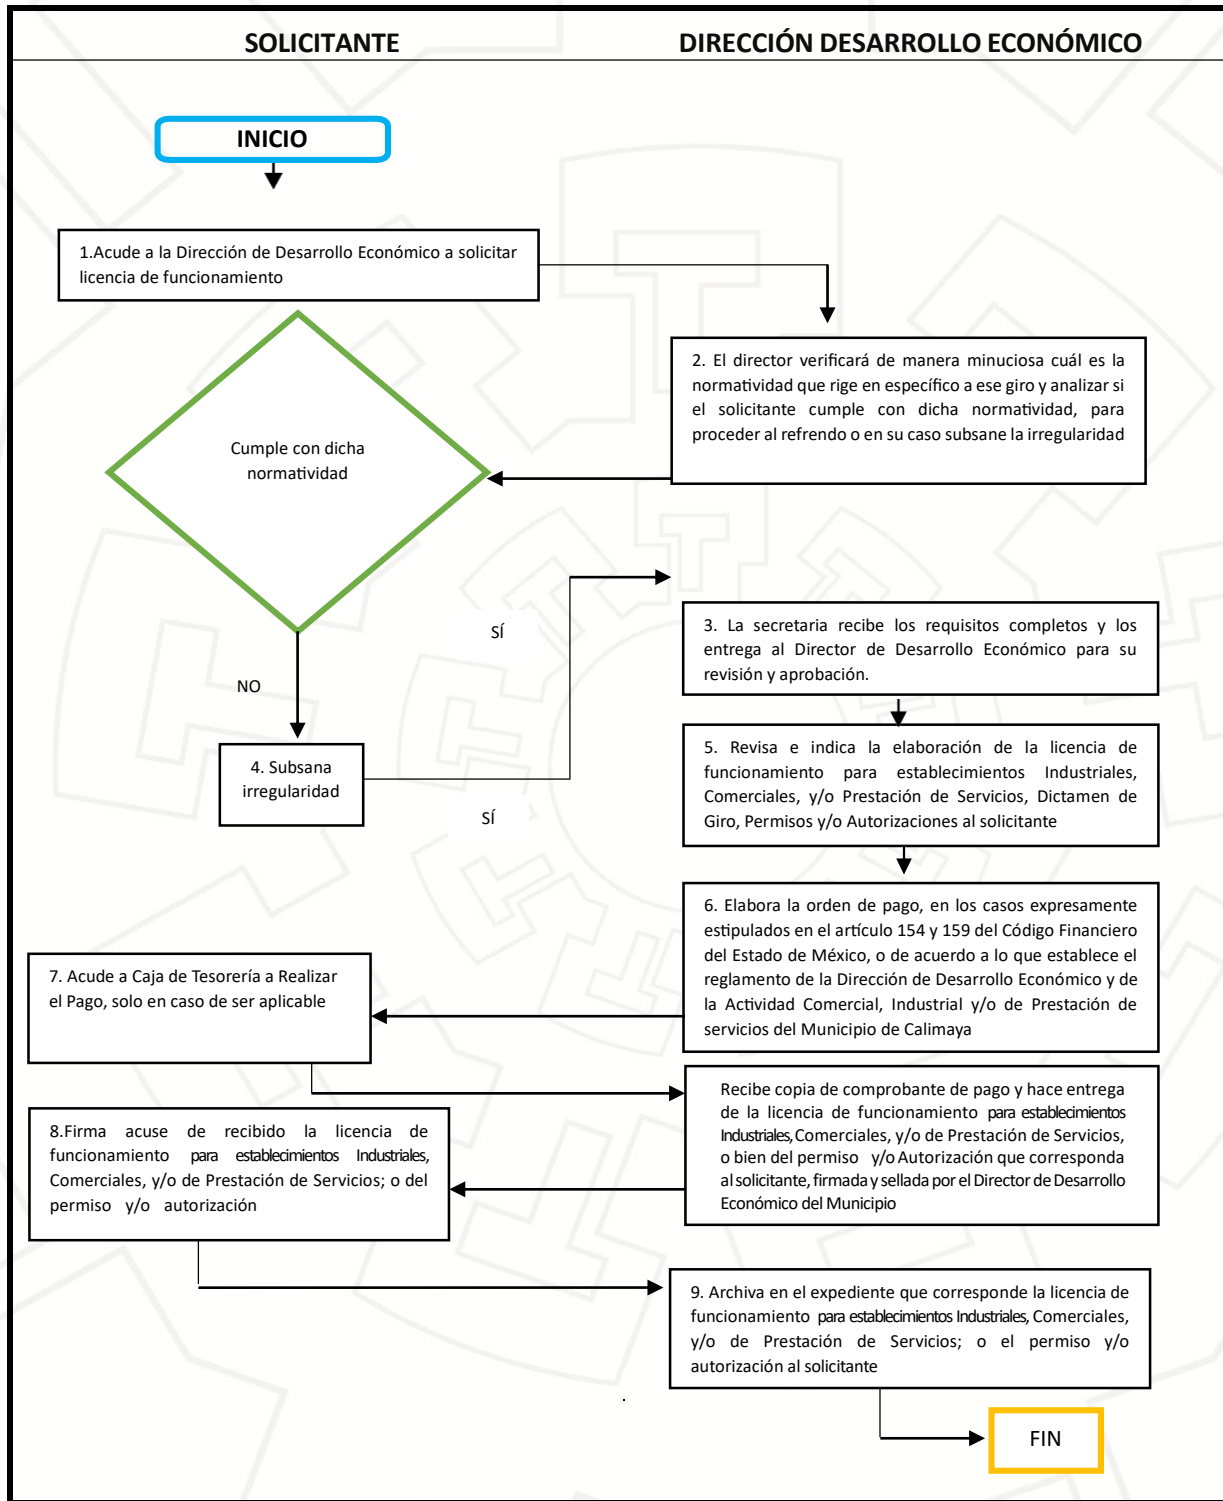 SOLICITANTE
DIRECCIÓN DESARROLLO ECONÓMICO
INICIO
1.Acude a la Dirección de Desarrollo Económico a solicitar
licencia de funcionamiento
2. El director verificará de manera minuciosa cuál es la
normatividad que rige en específico a ese giro y analizar si
el solicitante cumple con dicha normatividad, para
proceder al refrendo o en su caso subsane la irregularidad
Cumple con dicha
normatividad
SÍ
NO
3. La secretaria recibe los requisitos completos y los
entrega al Director de Desarrollo Económico para su
revisión y aprobación.
4. Subsana
irregularidad
SÍ
5. Revisa e indica la elaboración de la licencia de
funcionamiento para establecimientos Industriales,
Comerciales, y/o Prestación de Servicios, Dictamen de
Giro, Permisos y/o Autorizaciones al solicitante
6. Elabora la orden de pago, en los casos expresamente
estipulados en el artículo 154 y 159 del Código Financiero
del Estado de México, o de acuerdo a lo que establece el
reglamento de la Dirección de Desarrollo Económico y de
la Actividad Comercial, Industrial y/o de Prestación de
servicios del Municipio de Calimaya
7. Acude a Caja de Tesorería a Realizar
el Pago, solo en caso de ser aplicable
Recibe copia de comprobante de pago y hace entrega
de la licencia de funcionamiento para establecimientos
Industriales, Comerciales, y/o de Prestación de Servicios,
o bien del permiso y/o Autorización que corresponda
al solicitante, firmada y sellada por el Director de Desarrollo
Económico del Municipio
8.Firma acuse de recibido la licencia de
funcionamiento para establecimientos Industriales,
Comerciales, y/o de Prestación de Servicios; o del
permiso y/o autorización
9. Archiva en el expediente que corresponde la licencia de
funcionamiento para establecimientos Industriales, Comerciales,
y/o de Prestación de Servicios; o el permiso y/o
autorización al solicitante
.
FIN